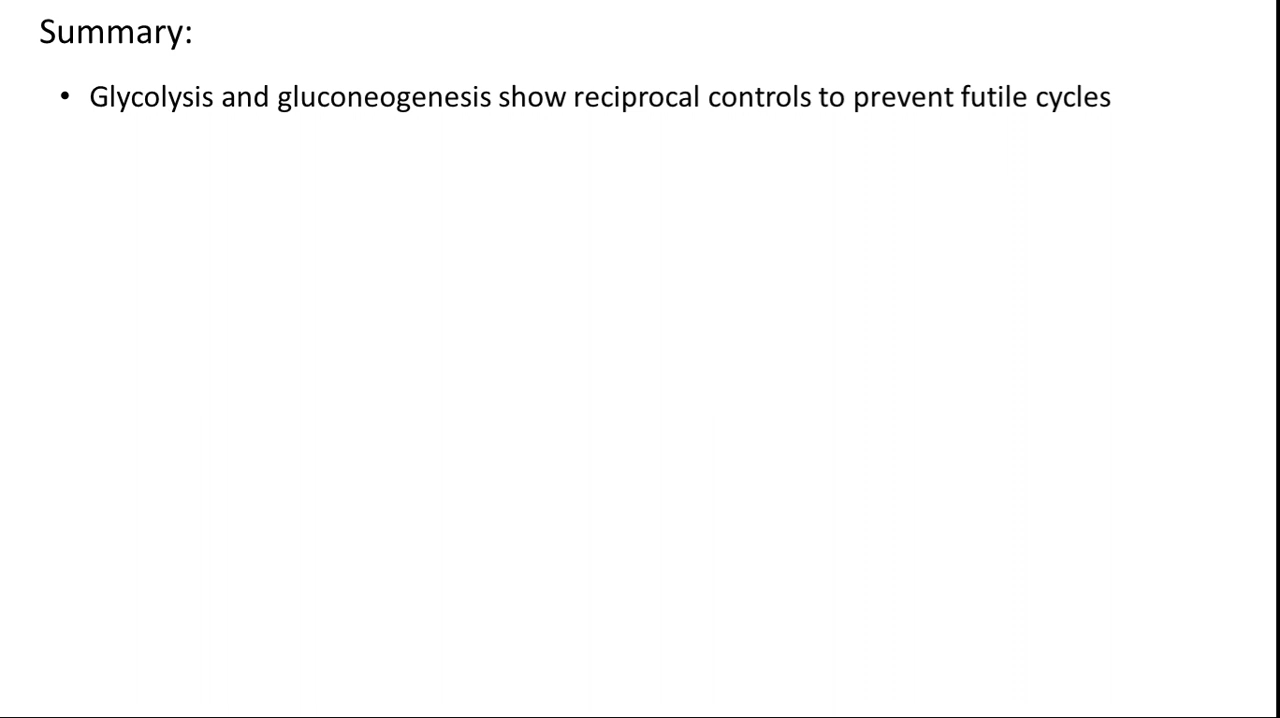 Summary:
• Glycolysis and gluconeogenesis show reciprocal controls to prevent futile cycles